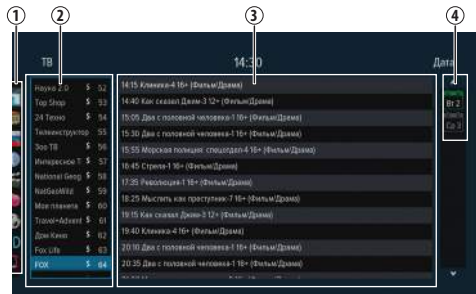 1 2 3 4
ТВ 14:30 Дата
Наука 2.0 $ 52
Top Shop $ 53
24 Техно $ 54
Телеинструктор 55
Зоо ТВ $ 56
Интересное Т $ 57
National Geog $ 58
NatGeoWild $ 59
Моя планета $ 60
Travel+Advent $ 61
Дом Кино $ 62
Fox Life $ 63
FOX $ 64
14:15 Клиника-4 16+ (Фильм/Драма)
14:40 Как сказал Джим-3 12+ (Фильм/Драма)
15:05 Два с половиной человека-1 16+ (Фильм/Драма)
15:30 Два с половиной человека-1 16+ (Фильм/Драма)
15:55 Морская полиция: спецотдел-4 16+ (Фильм/Драма)
16:45 Стрела-1 16+ (Фильм/Драма)
17:35 Революция-1 16+ (Фильм/Драма)
18:25 Мыслить как преступник-7 16+ (Фильм/Драма)
19:15 Как сказал Джим-3 12+ (Фильм/Драма)
19:40 Клиника-4 16+ (Фильм/Драма)
20:10 Два с половиной человека-1 16+ (Фильм/Драма)
20:35 Два с половиной человека-1 16+ (Фильм/Драма)
Вт 2
Ср 3